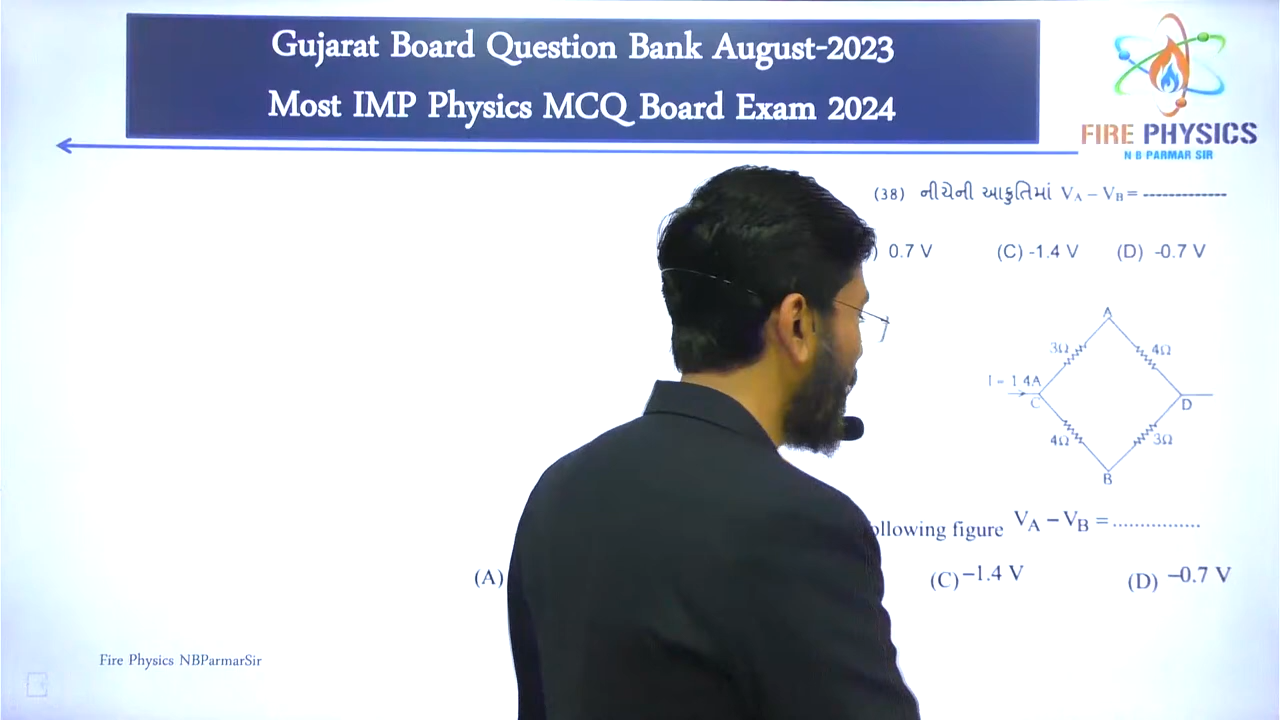 Gujarat Board Question Bank August-2023
Most IMP Physics MCQ Board Exam 2024
FIRE PHYSICS
N B PARMAR SIR
(38) નીચેની આકૃતિમાં V_A – V_B = -------------
) 0.7 V (C) -1.4 V (D) -0.7 V
A
3Ω 4Ω
I = 1.4A
C D
4Ω 3Ω
B
following figure V_A – V_B = ................
(A) (C) –1.4 V (D) –0.7 V
Fire Physics NBParmarSir